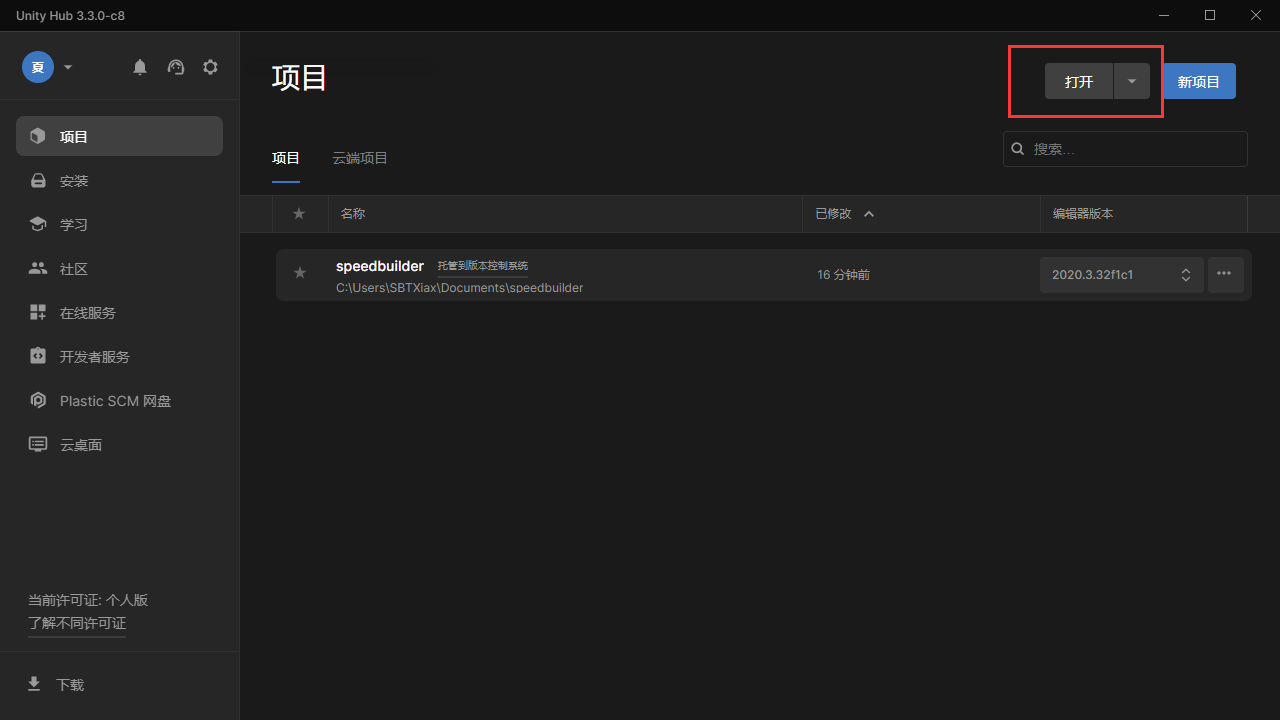 Unity Hub 3.3.0-c8
頁
项目
打开
新项目
项目
安装
学习
社区
在线服务
开发者服务
Plastic SCM 网盘
云桌面
项目
云端项目
搜索...
名称
已修改
编辑器版本
speedbuilder
托管到版本控制系统
C:\Users\SBTXiax\Documents\speedbuilder
16 分钟前
2020.3.32f1c1
当前许可证: 个人版
了解不同许可证
下载